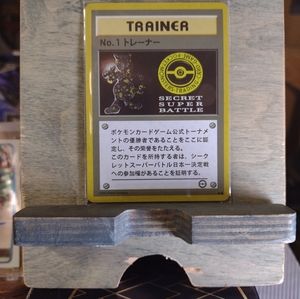 TRAINER
No.1トレーナー
SECRET
SUPER
BATTLE
ポケモンカードゲーム公式トーナメ
ントの優勝者であることをここに認
定し、その栄誉をたたえる。
このカードを所持する者は、シーク
レットスーパーバトル日本一決定戦
への参加権があることを証明する。